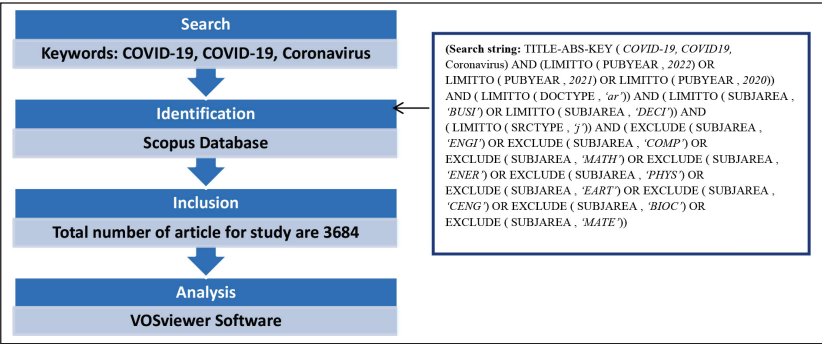 Search
Keywords: COVID-19, COVID-19, Coronavirus
Identification
Scopus Database
Inclusion
Total number of article for study are 3684
Analysis
VOSviewer Software
(Search string: TITLE-ABS-KEY ( COVID-19, COVID19,
Coronavirus) AND (LIMITTO ( PUBYEAR , 2022) OR
LIMITTO ( PUBYEAR , 2021) OR LIMITTO ( PUBYEAR , 2020))
AND ( LIMITTO ( DOCTYPE , ‘ar’)) AND ( LIMITTO ( SUBJAREA ,
‘BUSI’) OR LIMITTO ( SUBJAREA , ‘DECI’)) AND
( LIMITTO ( SRCTYPE , ‘j’)) AND ( EXCLUDE ( SUBJAREA ,
‘ENGI’) OR EXCLUDE ( SUBJAREA , ‘COMP’) OR
EXCLUDE ( SUBJAREA , ‘MATH’) OR EXCLUDE ( SUBJAREA ,
‘ENER’) OR EXCLUDE ( SUBJAREA , ‘PHYS’) OR
EXCLUDE ( SUBJAREA , ‘EART’) OR EXCLUDE ( SUBJAREA ,
‘CENG’) OR EXCLUDE ( SUBJAREA , ‘BIOC’) OR
EXCLUDE ( SUBJAREA , ‘MATE’))